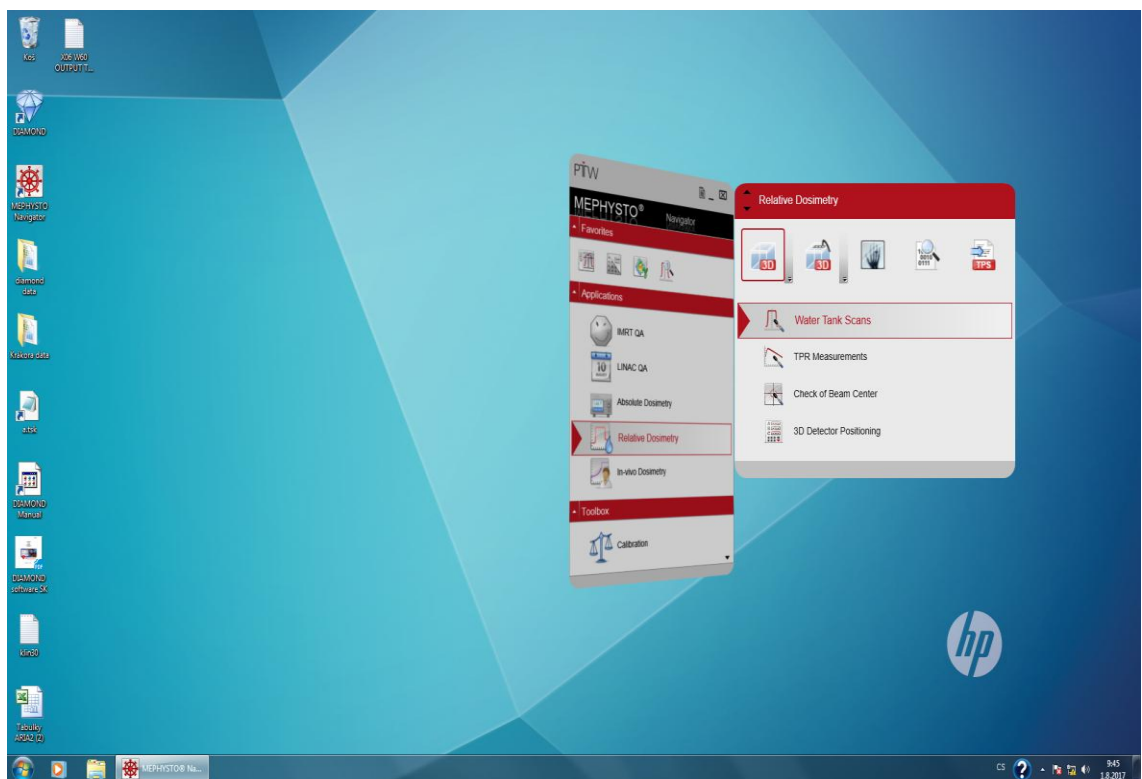 Koš
X06 W60
OUTPUT T...
DIAMOND
MEPHYSTO
Navigator
diamond
data
Krakora data
a.tsk
DIAMOND
Manual
DIAMOND
software SK
klin30
Tabulky
ARIA2 (2)
PTW
MEPHYSTO®
Navigator
Favorites
Applications
IMRT QA
10
LINAC QA
Absolute Dosimetry
Relative Dosimetry
In-vivo Dosimetry
Toolbox
Calibration
Relative Dosimetry
3D
3D
TPS
Water Tank Scans
TPR Measurements
Check of Beam Center
3D Detector Positioning
hp
MEPHYSTO® Na...
CS
9:45
1.8.2017